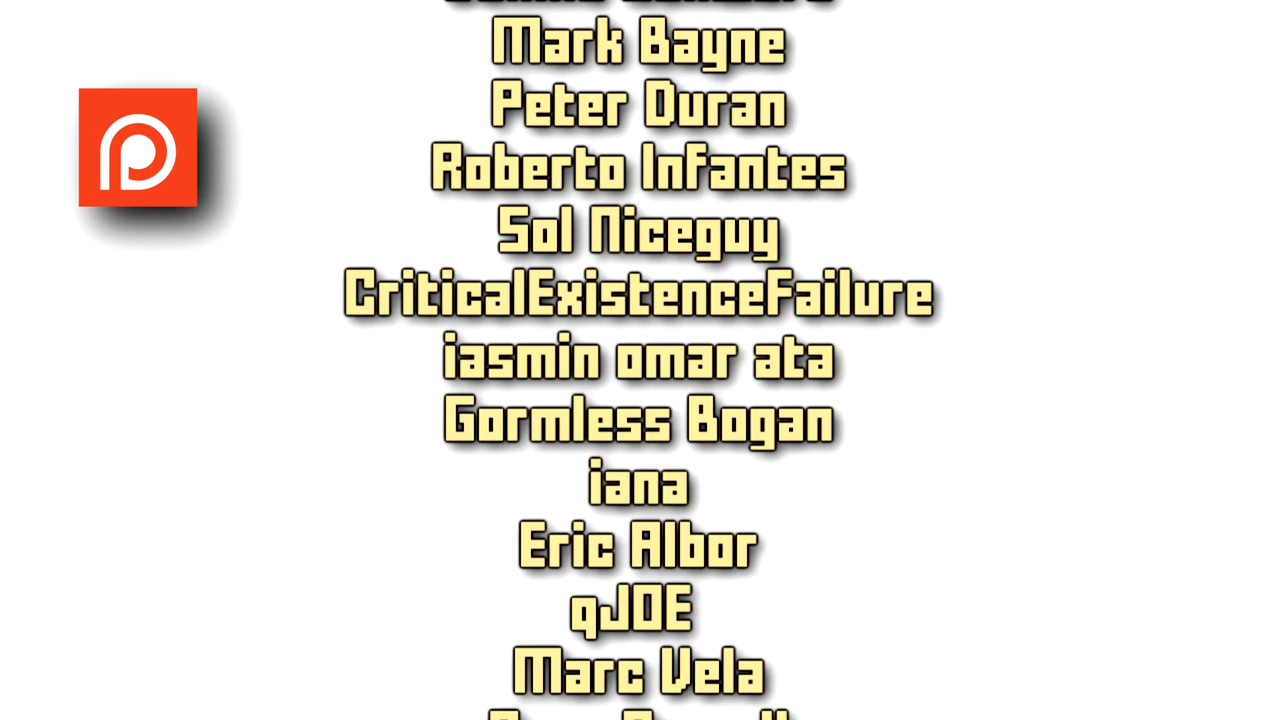 Mark Bayne
Peter Duran
Roberto Infantes
Sol Niceguy
CriticalExistenceFailure
iasmin omar ata
Gormless Bogan
iana
Eric Albor
qJOE
Marc Vela